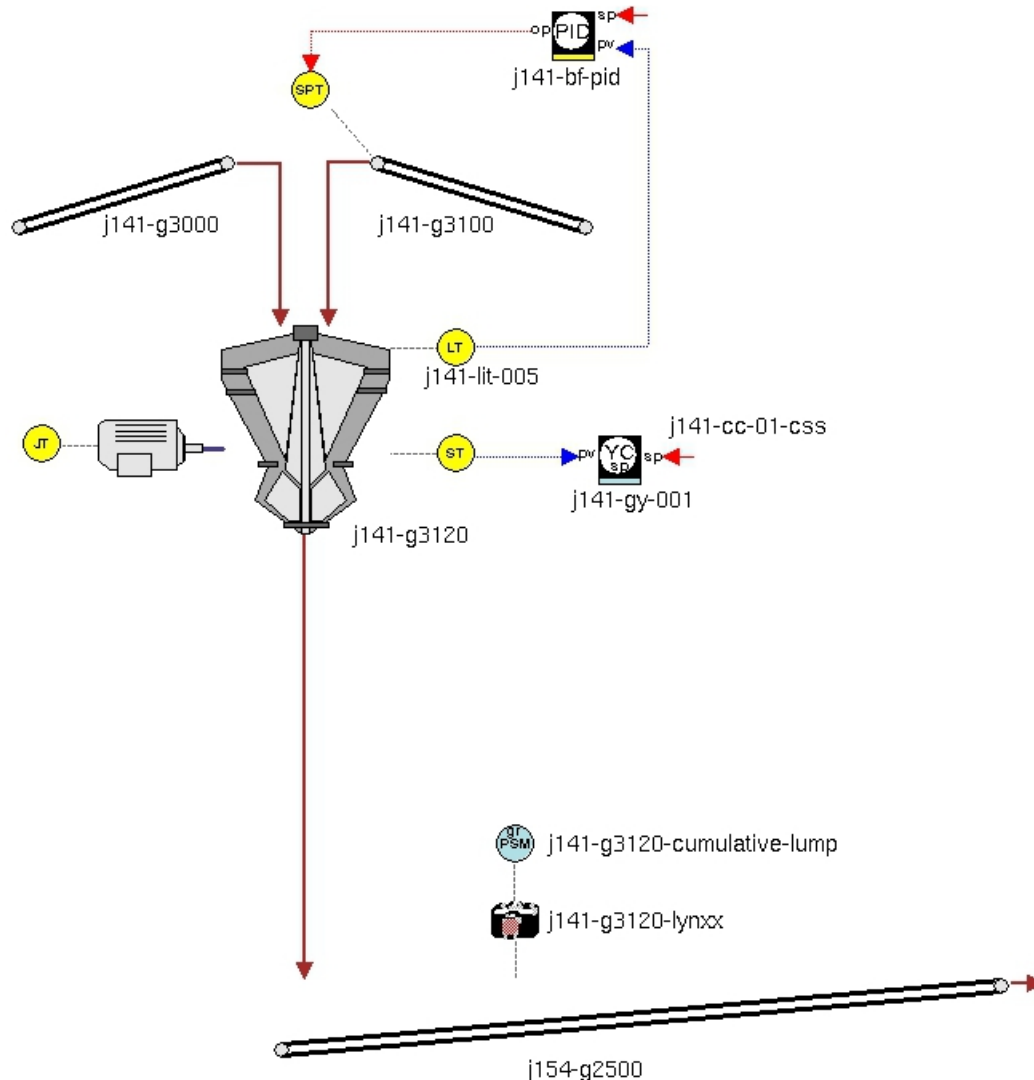 sp
op PID
pv
j141-bf-pid
SPT
j141-g3000
j141-g3100
LT
j141-lit-005
JT
ST
j141-cc-01-css
pv YC sp
sp
j141-gy-001
j141-g3120
gr
PSM
j141-g3120-cumulative-lump
j141-g3120-lynxx
j154-g2500